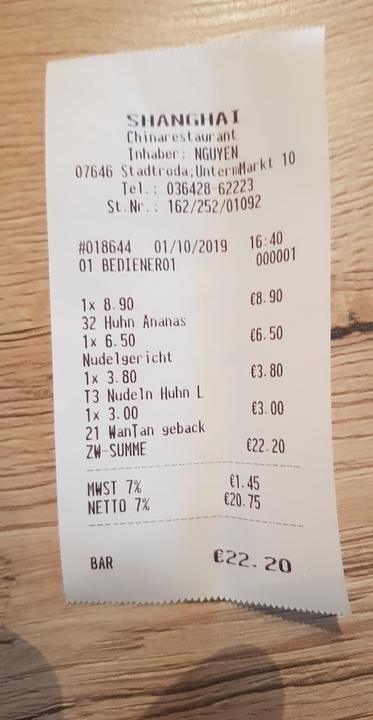 SHANGHAI
Chinarestaurant
Inhaber: NGUYEN
07646 Stadtroda;UntermMarkt 10
Tel.: 036428-62223
St.Nr.: 162/252/01092
#018644 01/10/2019 16:40
01 BEDIENER01 000001
1x 8.90 €8.90
32 Huhn Ananas
1x 6.50 €6.50
Nudelgericht
1x 3.80 €3.80
T3 Nudeln Huhn L
1x 3.00 €3.00
21 WanTan geback
ZW-SUMME €22.20
MWST 7% €1.45
NETTO 7% €20.75
BAR €22.20